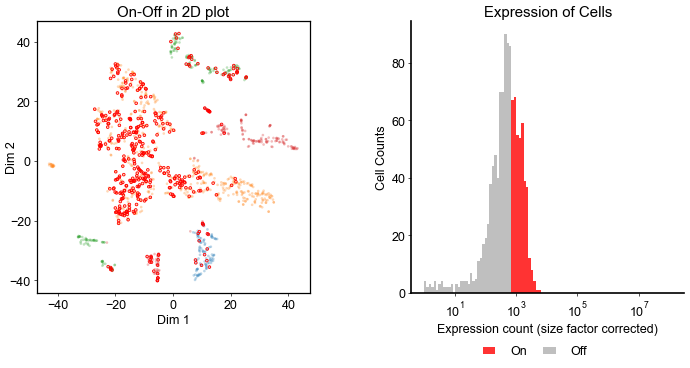 On-Off in 2D plot
40
20
0
−20
−40
Dim 2
−40 −20 0 20 40
Dim 1
Expression of Cells
80
60
40
20
0
Cell Counts
10^1 10^3 10^5 10^7
Expression count (size factor corrected)
On Off